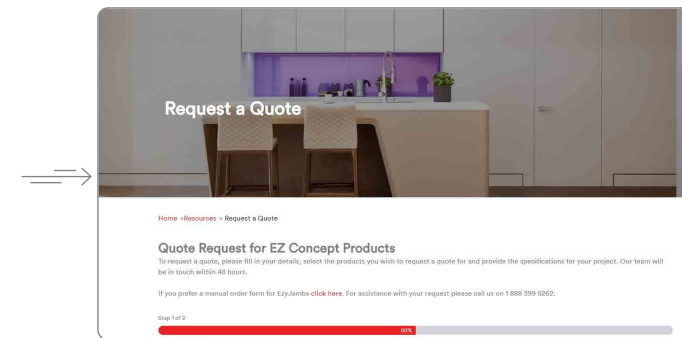 Request a Quote
Home »Resources » Request a Quote
Quote Request for EZ Concept Products
To request a quote, please fill in your details, select the products you wish to request a quote for and provide the specifications for your project. Our team will
be in touch within 48 hours.
If you prefer a manual order form for EzyJambs click here. For assistance with your request please call us on 1 888 399 5262.
Step 1 of 2
50%